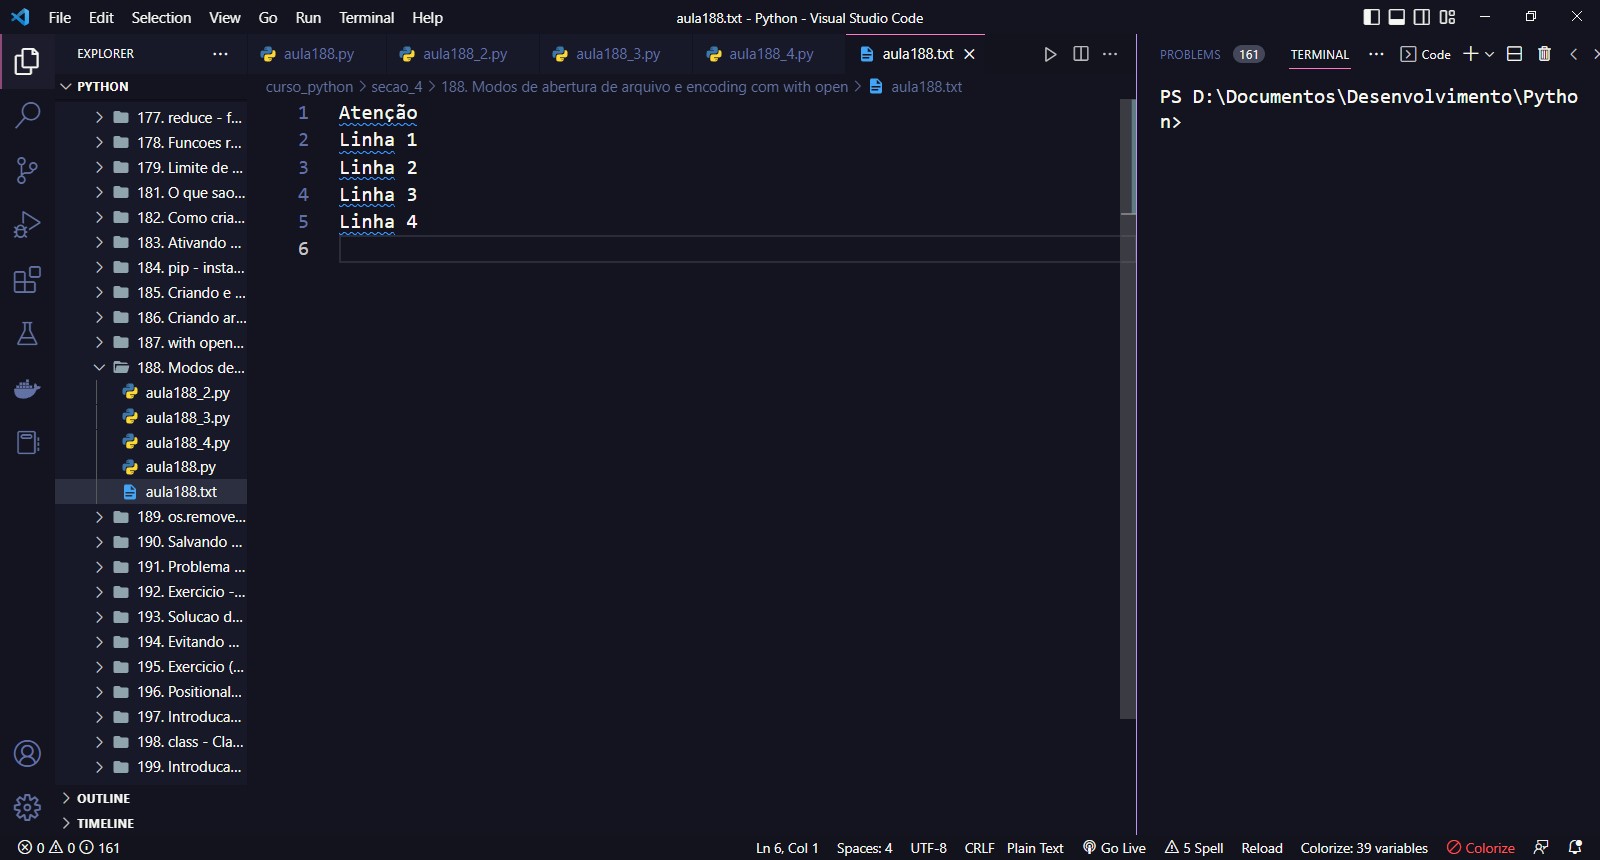 File Edit Selection View Go Run Terminal Help
aula188.txt - Python - Visual Studio Code
EXPLORER
PYTHON
177. reduce - f...
178. Funcoes r...
179. Limite de ...
181. O que sao...
182. Como cria...
183. Ativando ...
184. pip - insta...
185. Criando e ...
186. Criando ar...
187. with open...
188. Modos de...
aula188_2.py
aula188_3.py
aula188_4.py
aula188.py
aula188.txt
189. os.remove...
190. Salvando ...
191. Problema ...
192. Exercicio -...
193. Solucao d...
194. Evitando ...
195. Exercicio (...
196. Positional...
197. Introduca...
198. class - Cla...
199. Introduca...
OUTLINE
TIMELINE
aula188.py aula188_2.py aula188_3.py aula188_4.py aula188.txt
curso_python > secao_4 > 188. Modos de abertura de arquivo e encoding com with open > aula188.txt
1 Atenção
2 Linha 1
3 Linha 2
4 Linha 3
5 Linha 4
6
PROBLEMS 161 TERMINAL ... Code
PS D:\Documentos\Desenvolvimento\Pytho
n>
0 0 161
Ln 6, Col 1 Spaces: 4 UTF-8 CRLF Plain Text Go Live 5 Spell Reload Colorize: 39 variables Colorize